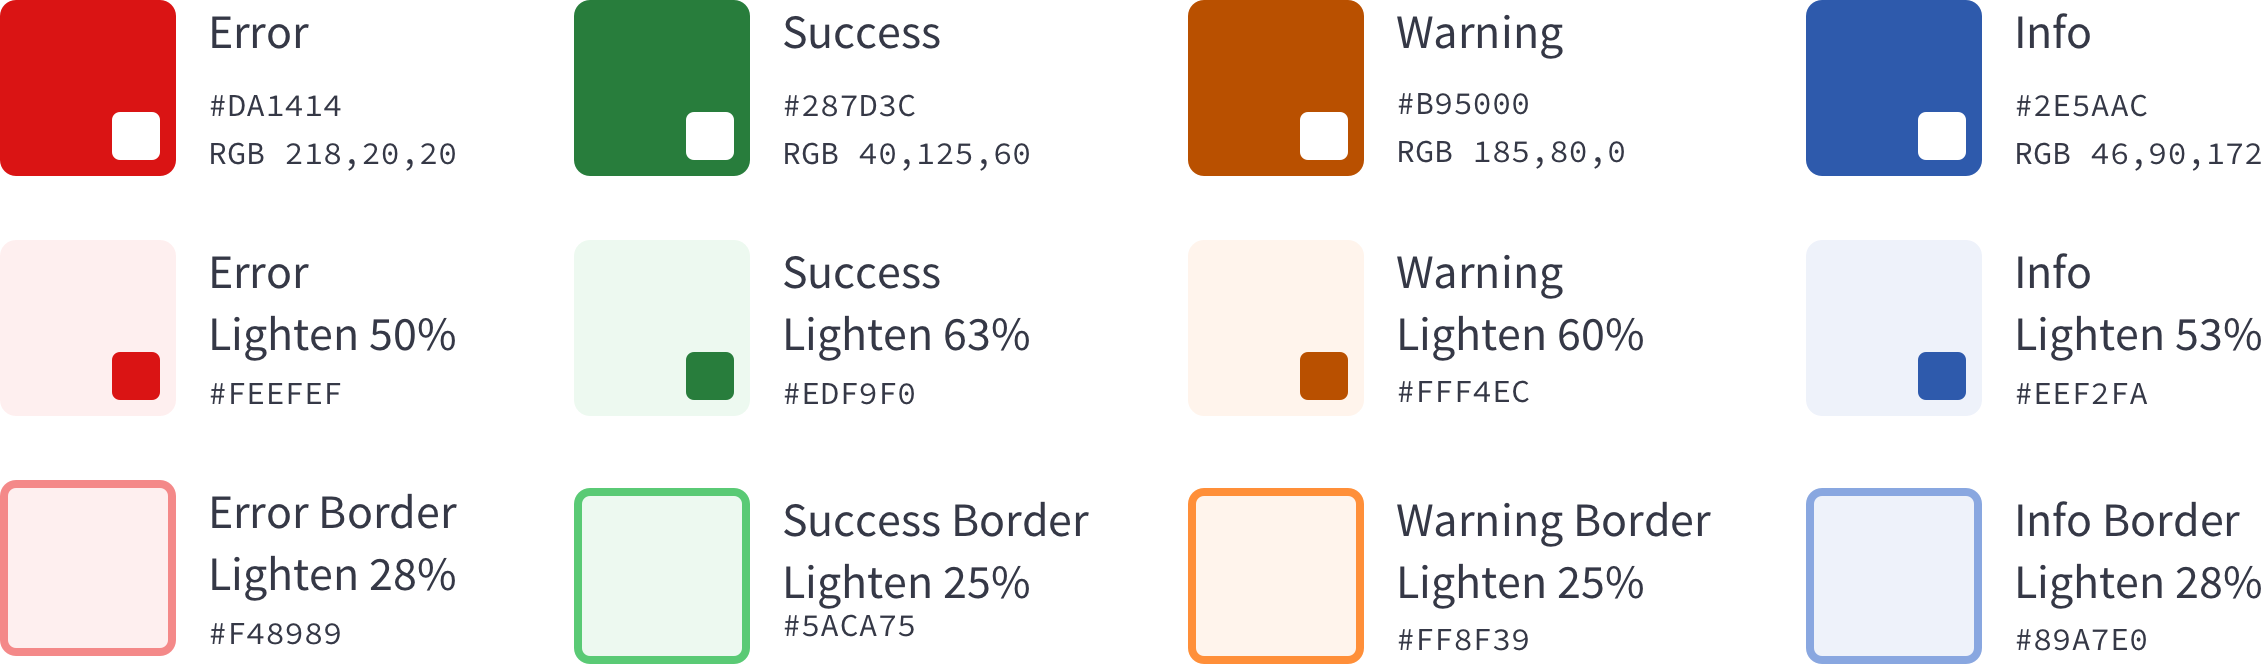 Error
#DA1414
RGB 218,20,20
Success
#287D3C
RGB 40,125,60
Warning
#B95000
RGB 185,80,0
Info
#2E5AAC
RGB 46,90,172
Error
Lighten 50%
#FEEFEF
Success
Lighten 63%
#EDF9F0
Warning
Lighten 60%
#FFF4EC
Info
Lighten 53%
#EEF2FA
Error Border
Lighten 28%
#F48989
Success Border
Lighten 25%
#5ACA75
Warning Border
Lighten 25%
#FF8F39
Info Border
Lighten 28%
#89A7E0